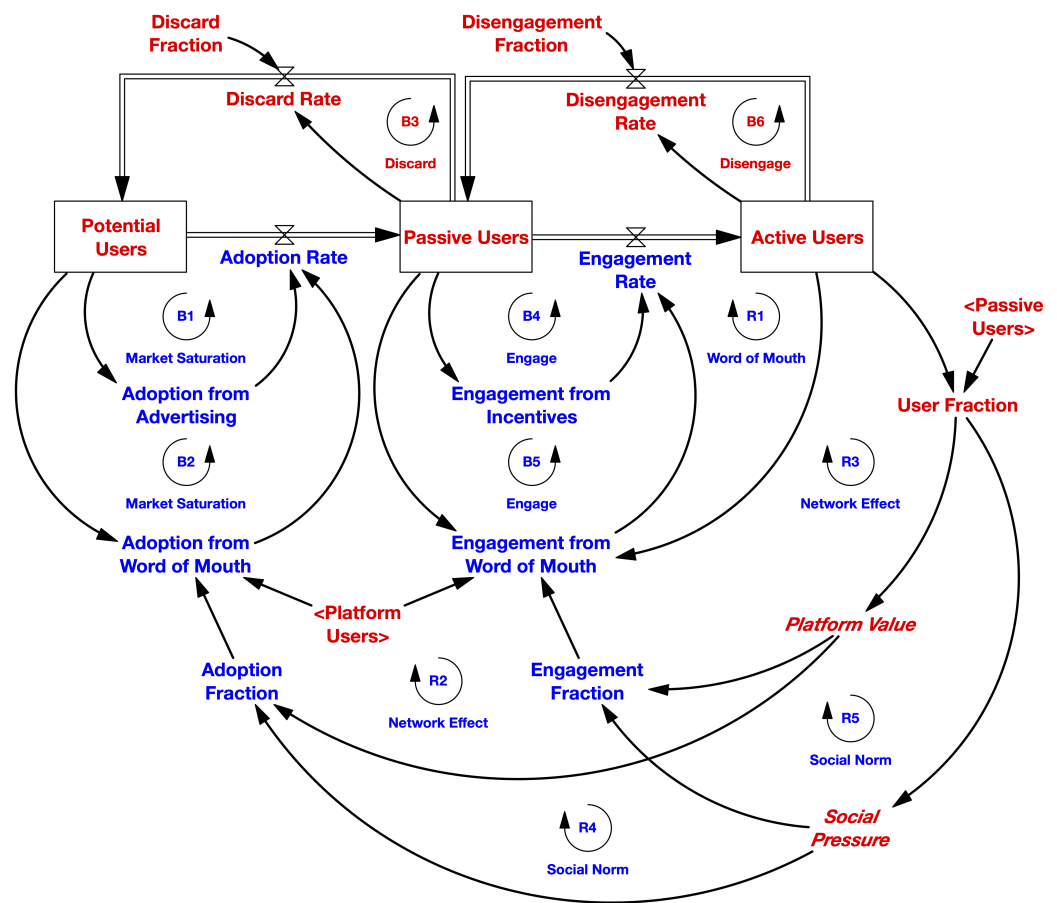 Discard
Fraction
Disengagement
Fraction
Discard Rate
Disengagement
Rate
B3
Discard
B6
Disengage
Potential
Users
Passive Users
Active Users
Adoption Rate
Engagement
Rate
B1
Market Saturation
B4
Engage
R1
Word of Mouth
<Passive
Users>
Adoption from
Advertising
Engagement from
Incentives
User Fraction
B2
Market Saturation
B5
Engage
R3
Network Effect
Adoption from
Word of Mouth
Engagement from
Word of Mouth
<Platform
Users>
Platform Value
Adoption
Fraction
R2
Network Effect
Engagement
Fraction
R5
Social Norm
Social
Pressure
R4
Social Norm